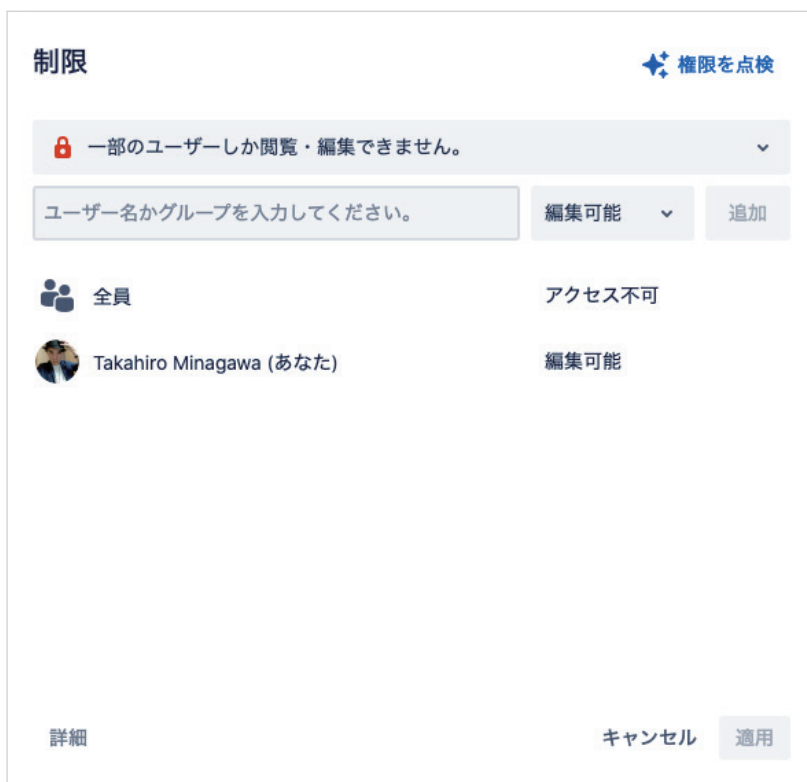 制限
権限を点検
一部のユーザーしか閲覧・編集できません。
ユーザー名かグループを入力してください。 編集可能 追加
全員 アクセス不可
Takahiro Minagawa (あなた) 編集可能
詳細 キャンセル 適用